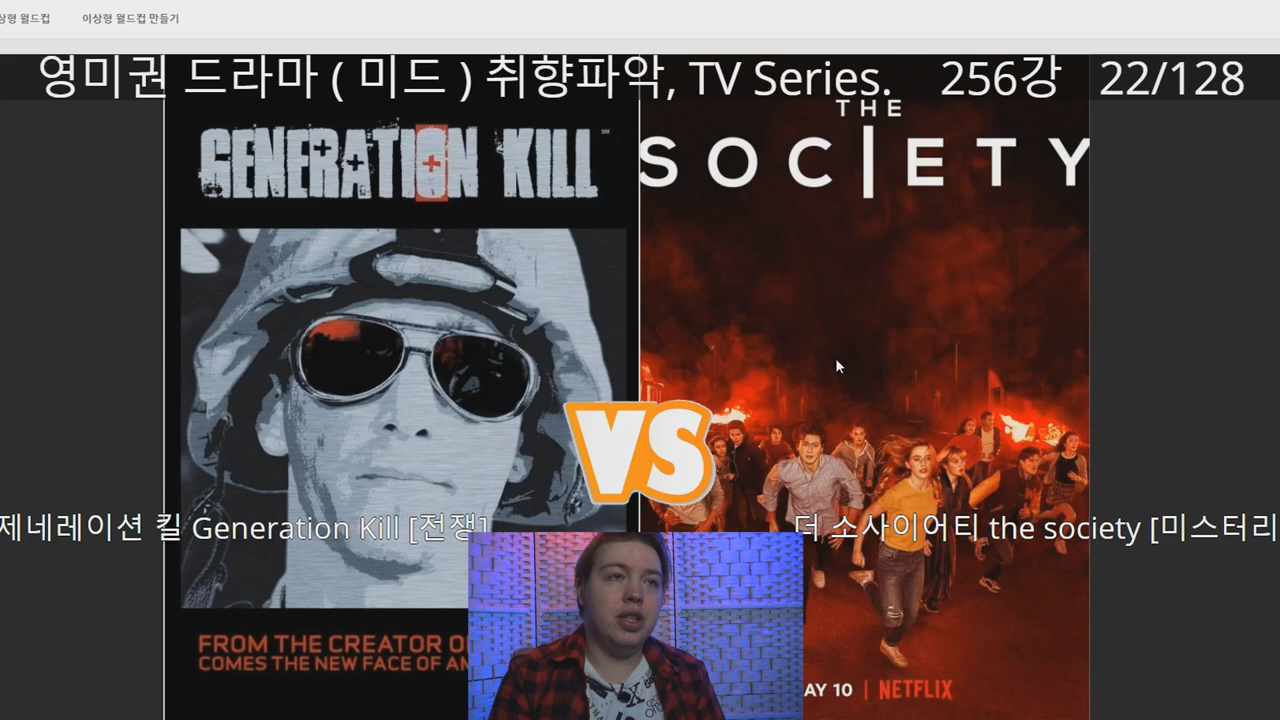 상형 월드컵 이상형 월드컵 만들기
영미권 드라마 ( 미드 ) 취향파악, TV Series. 256강 22/128
GENERATION KILL
THE
SOCIETY
VS
제네레이션 킬 Generation Kill [전쟁]
더 소사이어티 the society [미스터리
FROM THE CREATOR O
COMES THE NEW FACE OF AM
AY 10 | NETFLIX